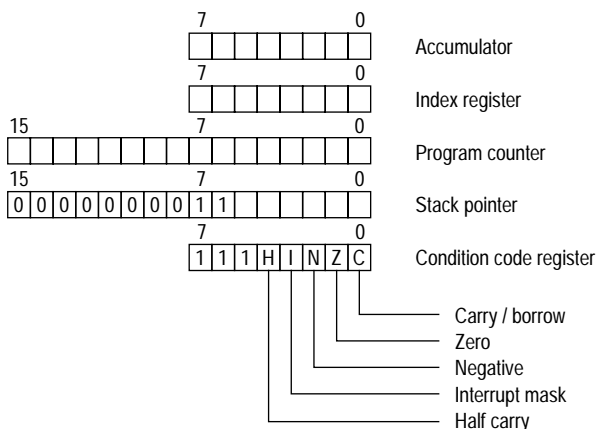 7 0
Accumulator
7 0
Index register
15 7 0
Program counter
15 7 0
0 0 0 0 0 0 0 0 1 1 Stack pointer
7 0
1 1 1 H I N Z C Condition code register
Carry / borrow
Zero
Negative
Interrupt mask
Half carry